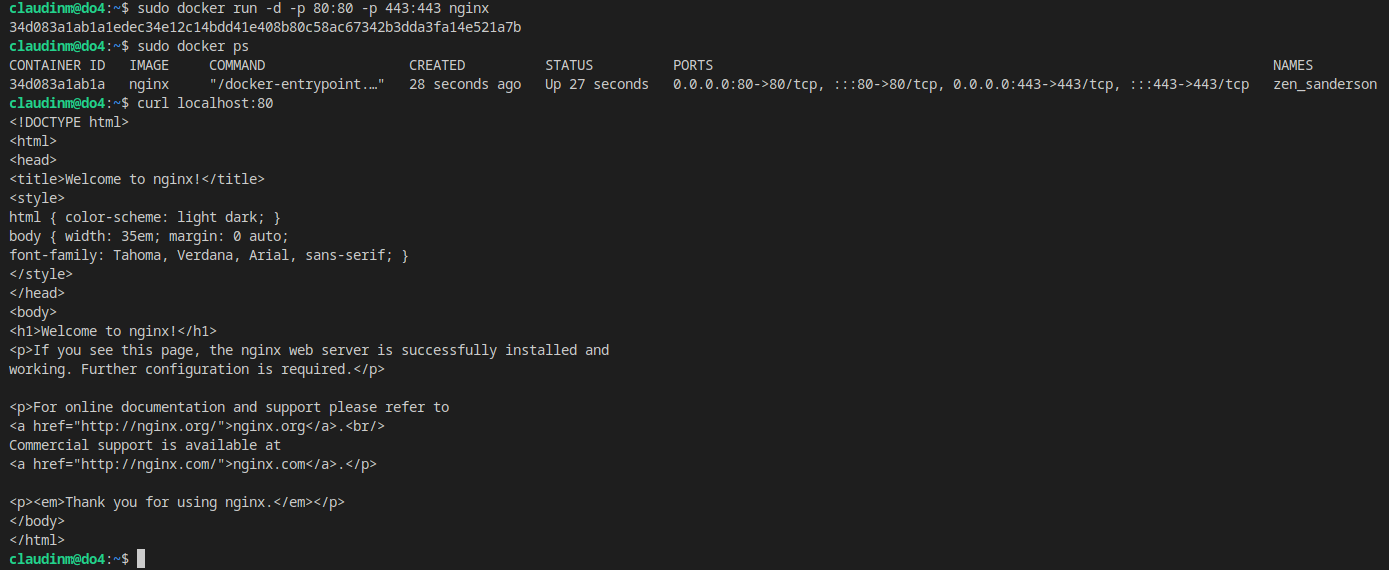 claudinm@do4:~$ sudo docker run -d -p 80:80 -p 443:443 nginx
34d083a1ab1a1edec34e12c14bdd41e408b80c58ac67342b3dda3fa14e521a7b
claudinm@do4:~$ sudo docker ps
CONTAINER ID   IMAGE     COMMAND                  CREATED          STATUS          PORTS                                                                      NAMES
34d083a1ab1a   nginx     "/docker-entrypoint.…"   28 seconds ago   Up 27 seconds   0.0.0.0:80->80/tcp, :::80->80/tcp, 0.0.0.0:443->443/tcp, :::443->443/tcp   zen_sanderson
claudinm@do4:~$ curl localhost:80
<!DOCTYPE html>
<html>
<head>
<title>Welcome to nginx!</title>
<style>
html { color-scheme: light dark; }
body { width: 35em; margin: 0 auto;
font-family: Tahoma, Verdana, Arial, sans-serif; }
</style>
</head>
<body>
<h1>Welcome to nginx!</h1>
<p>If you see this page, the nginx web server is successfully installed and
working. Further configuration is required.</p>

<p>For online documentation and support please refer to
<a href="http://nginx.org/">nginx.org</a>.<br/>
Commercial support is available at
<a href="http://nginx.com/">nginx.com</a>.</p>

<p><em>Thank you for using nginx.</em></p>
</body>
</html>
claudinm@do4:~$